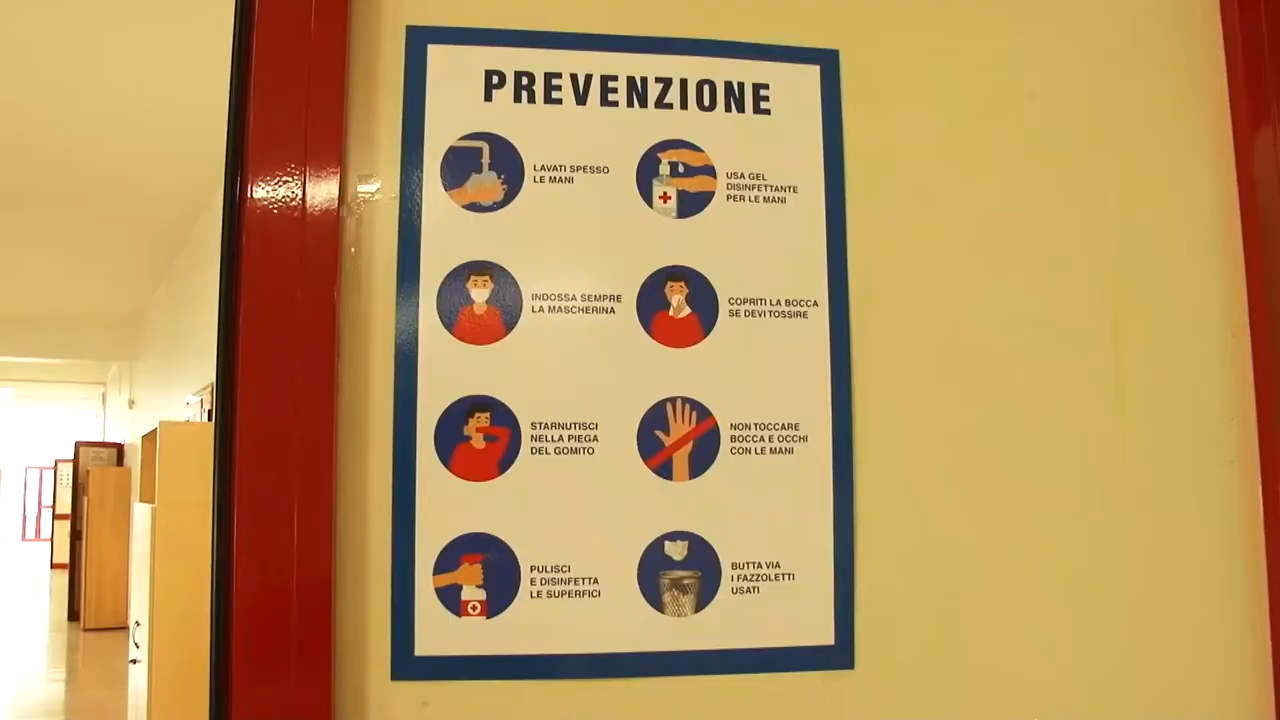 PREVENZIONE
LAVATI SPESSO
LE MANI
USA GEL
DISINFETTANTE
PER LE MANI
INDOSSA SEMPRE
LA MASCHERINA
COPRITI LA BOCCA
SE DEVI TOSSIRE
STARNUTISCI
NELLA PIEGA
DEL GOMITO
NON TOCCARE
BOCCA E OCCHI
CON LE MANI
PULISCI
E DISINFETTA
LE SUPERFICI
BUTTA VIA
I FAZZOLETTI
USATI